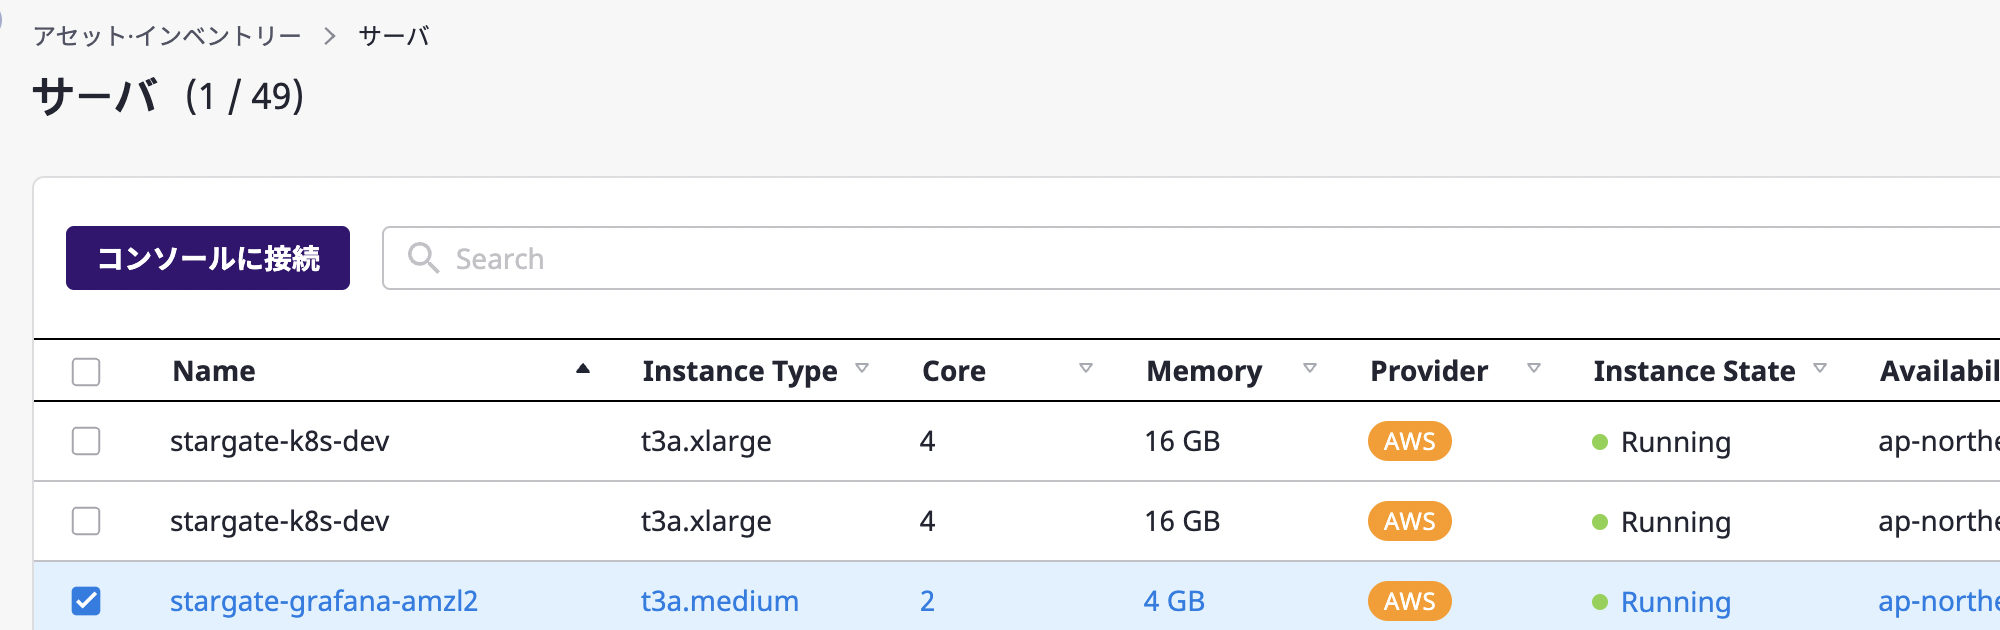 アセット·インベントリー > サーバ
サーバ (1 / 49)
コンソールに接続 Search
Name Instance Type Core Memory Provider Instance State Availabil
stargate-k8s-dev t3a.xlarge 4 16 GB AWS Running ap-northe
stargate-k8s-dev t3a.xlarge 4 16 GB AWS Running ap-northe
stargate-grafana-amzl2 t3a.medium 2 4 GB AWS Running ap-northe